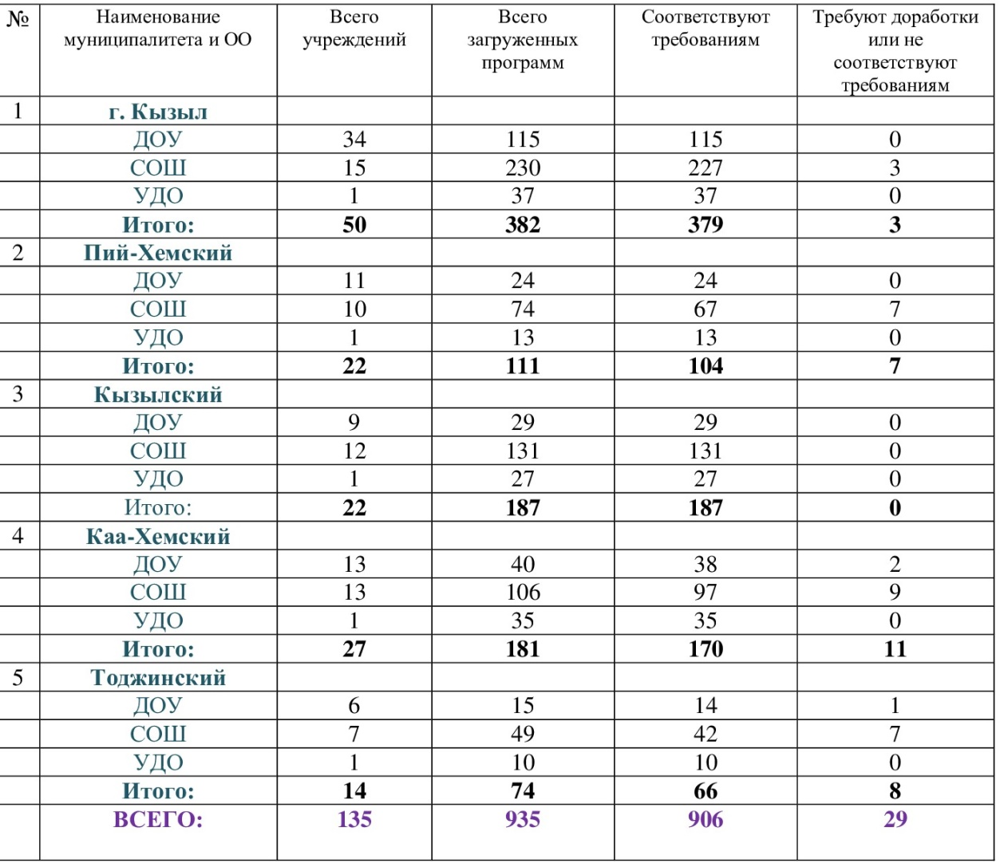 № Наименование муниципалитета и ОО Всего учреждений Всего загруженных программ Соответствуют требованиям Требуют доработки или не соответствуют требованиям
1 г. Кызыл
ДОУ 34 115 115 0
СОШ 15 230 227 3
УДО 1 37 37 0
Итого: 50 382 379 3
2 Пий-Хемский
ДОУ 11 24 24 0
СОШ 10 74 67 7
УДО 1 13 13 0
Итого: 22 111 104 7
3 Кызылский
ДОУ 9 29 29 0
СОШ 12 131 131 0
УДО 1 27 27 0
Итого: 22 187 187 0
4 Каа-Хемский
ДОУ 13 40 38 2
СОШ 13 106 97 9
УДО 1 35 35 0
Итого: 27 181 170 11
5 Тоджинский
ДОУ 6 15 14 1
СОШ 7 49 42 7
УДО 1 10 10 0
Итого: 14 74 66 8
ВСЕГО: 135 935 906 29